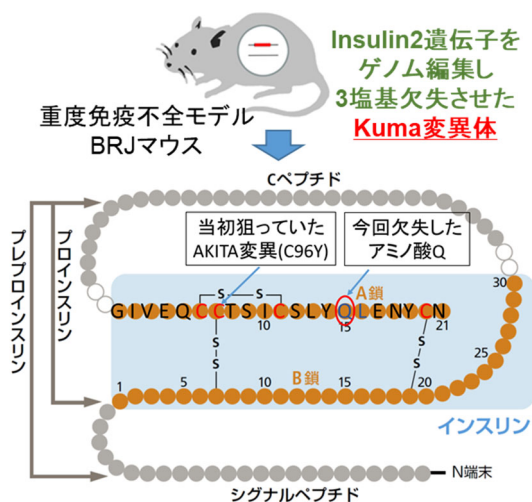 Insulin2遺伝子を
ゲノム編集し
3塩基欠失させた
Kuma変異体
重度免疫不全モデル
BRJマウス
Cペプチド
当初狙っていた
AKITA変異(C96Y)
今回欠失した
アミノ酸Q
プレプロインスリン
プロインスリン
30
S S
A鎖
GIVEQCCTSICSLYQLENYCN
10
15
21
S
S
S
S
25
1
5
10
B鎖
15
20
インスリン
N端末
シグナルペプチド